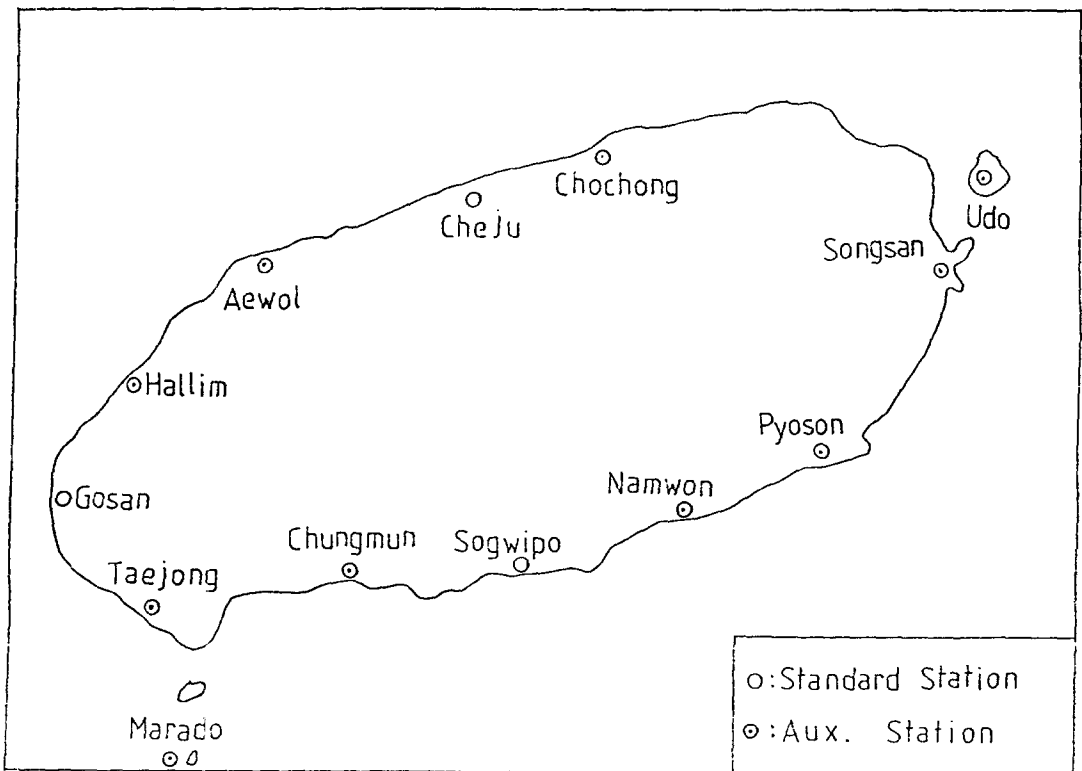 Chochong
CheJu
Udo
Songsan
Aewol
Hallim
Pyoson
Gosan
Namwon
Chungmun
Sogwipo
Taejong
Marado
O:Standard Station
⊙:Aux. Station